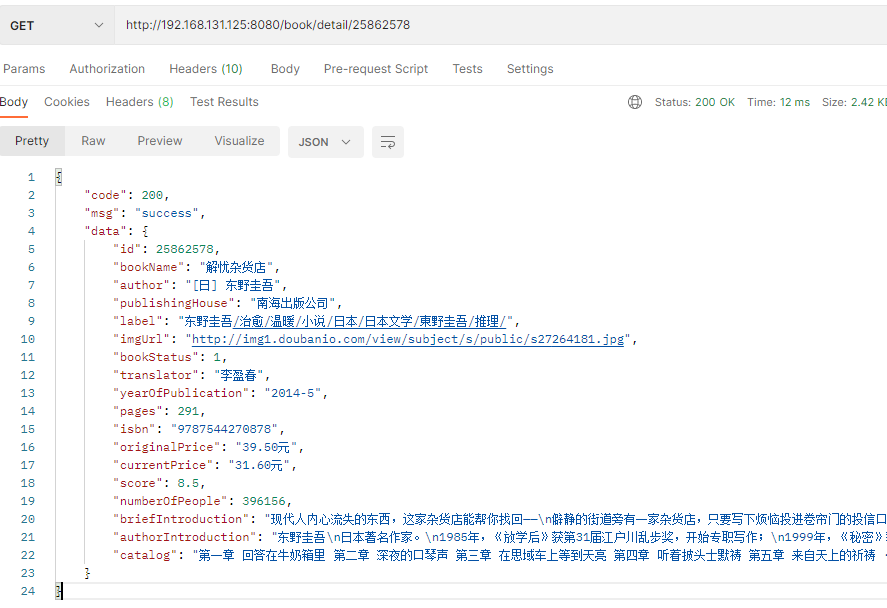 GET http://192.168.131.125:8080/book/detail/25862578
Params Authorization Headers (10) Body Pre-request Script Tests Settings
Body Cookies Headers (8) Test Results Status: 200 OK Time: 12 ms Size: 2.42 KB
Pretty Raw Preview Visualize JSON
1 {
2 "code": 200,
3 "msg": "success",
4 "data": {
5 "id": 25862578,
6 "bookName": "解忧杂货店",
7 "author": "[日] 东野圭吾",
8 "publishingHouse": "南海出版公司",
9 "label": "东野圭吾/治愈/温暖/小说/日本/日本文学/東野圭吾/推理/",
10 "imgUrl": "http://img1.doubanio.com/view/subject/s/public/s27264181.jpg",
11 "bookStatus": 1,
12 "translator": "李盈春",
13 "yearOfPublication": "2014-5",
14 "pages": 291,
15 "isbn": "9787544270878",
16 "originalPrice": "39.50元",
17 "currentPrice": "31.60元",
18 "score": 8.5,
19 "numberOfPeople": 396156,
20 "briefIntroduction": "现代人内心流失的东西，这家杂货店能帮你找回——\n僻静的街道旁有一家杂货店，只要写下烦恼投进卷帘门的投信口
21 "authorIntroduction": "东野圭吾\n日本著名作家。\n1985年，《放学后》获第31届江户川乱步奖，开始专职写作；\n1999年，《秘密》
22 "catalog": "第一章 回答在牛奶箱里 第二章 深夜的口琴声 第三章 在思域车上等到天亮 第四章 听着披头士默祷 第五章 来自天上的祈祷
23 }
24 }